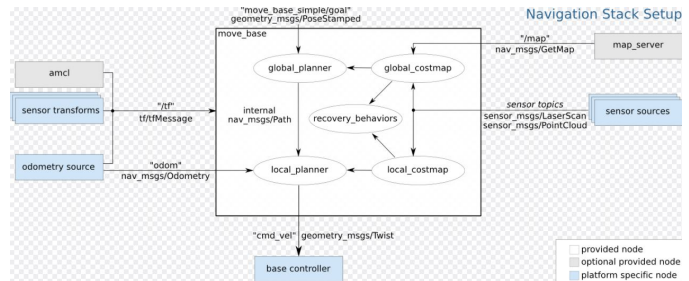 Navigation Stack Setup
"move_base_simple/goal"
geometry_msgs/PoseStamped
move_base
"/map"
nav_msgs/GetMap
map_server
amcl
global_planner
global_costmap
sensor transforms
"/tf"
tf/tfMessage
internal
nav_msgs/Path
recovery_behaviors
sensor topics
sensor_msgs/LaserScan
sensor_msgs/PointCloud
sensor sources
odometry source
"odom"
nav_msgs/Odometry
local_planner
local_costmap
"cmd_vel"
geometry_msgs/Twist
base controller
provided node
optional provided node
platform specific node